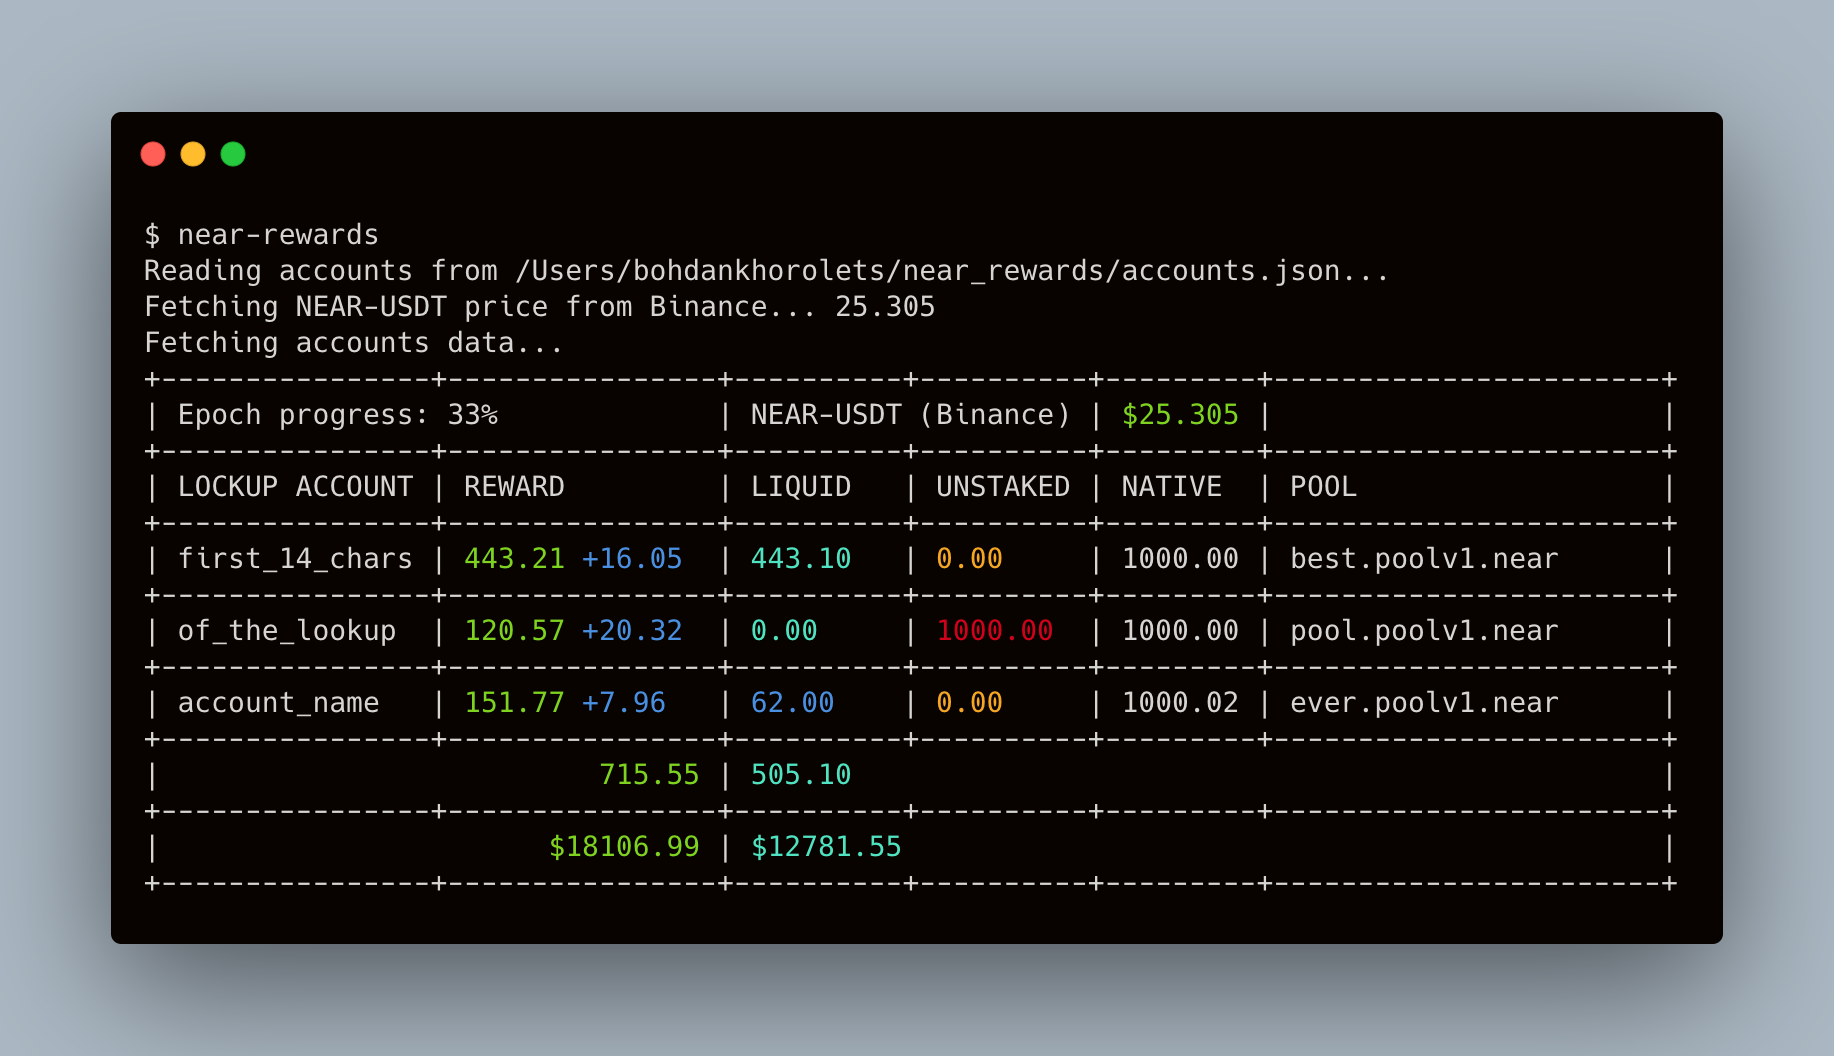 $ near-rewards
Reading accounts from /Users/bohdankhorolets/near_rewards/accounts.json...
Fetching NEAR-USDT price from Binance... 25.305
Fetching accounts data...
+----------------+----------------+----------+----------+---------+-----------------------+
| Epoch progress: 33%             | NEAR-USDT (Binance) | $25.305 |                       |
+----------------+----------------+----------+----------+---------+-----------------------+
| LOCKUP ACCOUNT | REWARD         | LIQUID   | UNSTAKED | NATIVE  | POOL                  |
+----------------+----------------+----------+----------+---------+-----------------------+
| first_14_chars | 443.21 +16.05  | 443.10   | 0.00     | 1000.00 | best.poolv1.near      |
+----------------+----------------+----------+----------+---------+-----------------------+
| of_the_lookup  | 120.57 +20.32  | 0.00     | 1000.00  | 1000.00 | pool.poolv1.near      |
+----------------+----------------+----------+----------+---------+-----------------------+
| account_name   | 151.77 +7.96   | 62.00    | 0.00     | 1000.02 | ever.poolv1.near      |
+----------------+----------------+----------+----------+---------+-----------------------+
|                          715.55 | 505.10                                                |
+----------------+----------------+----------+----------+---------+-----------------------+
|                       $18106.99 | $12781.55                                             |
+----------------+----------------+----------+----------+---------+-----------------------+